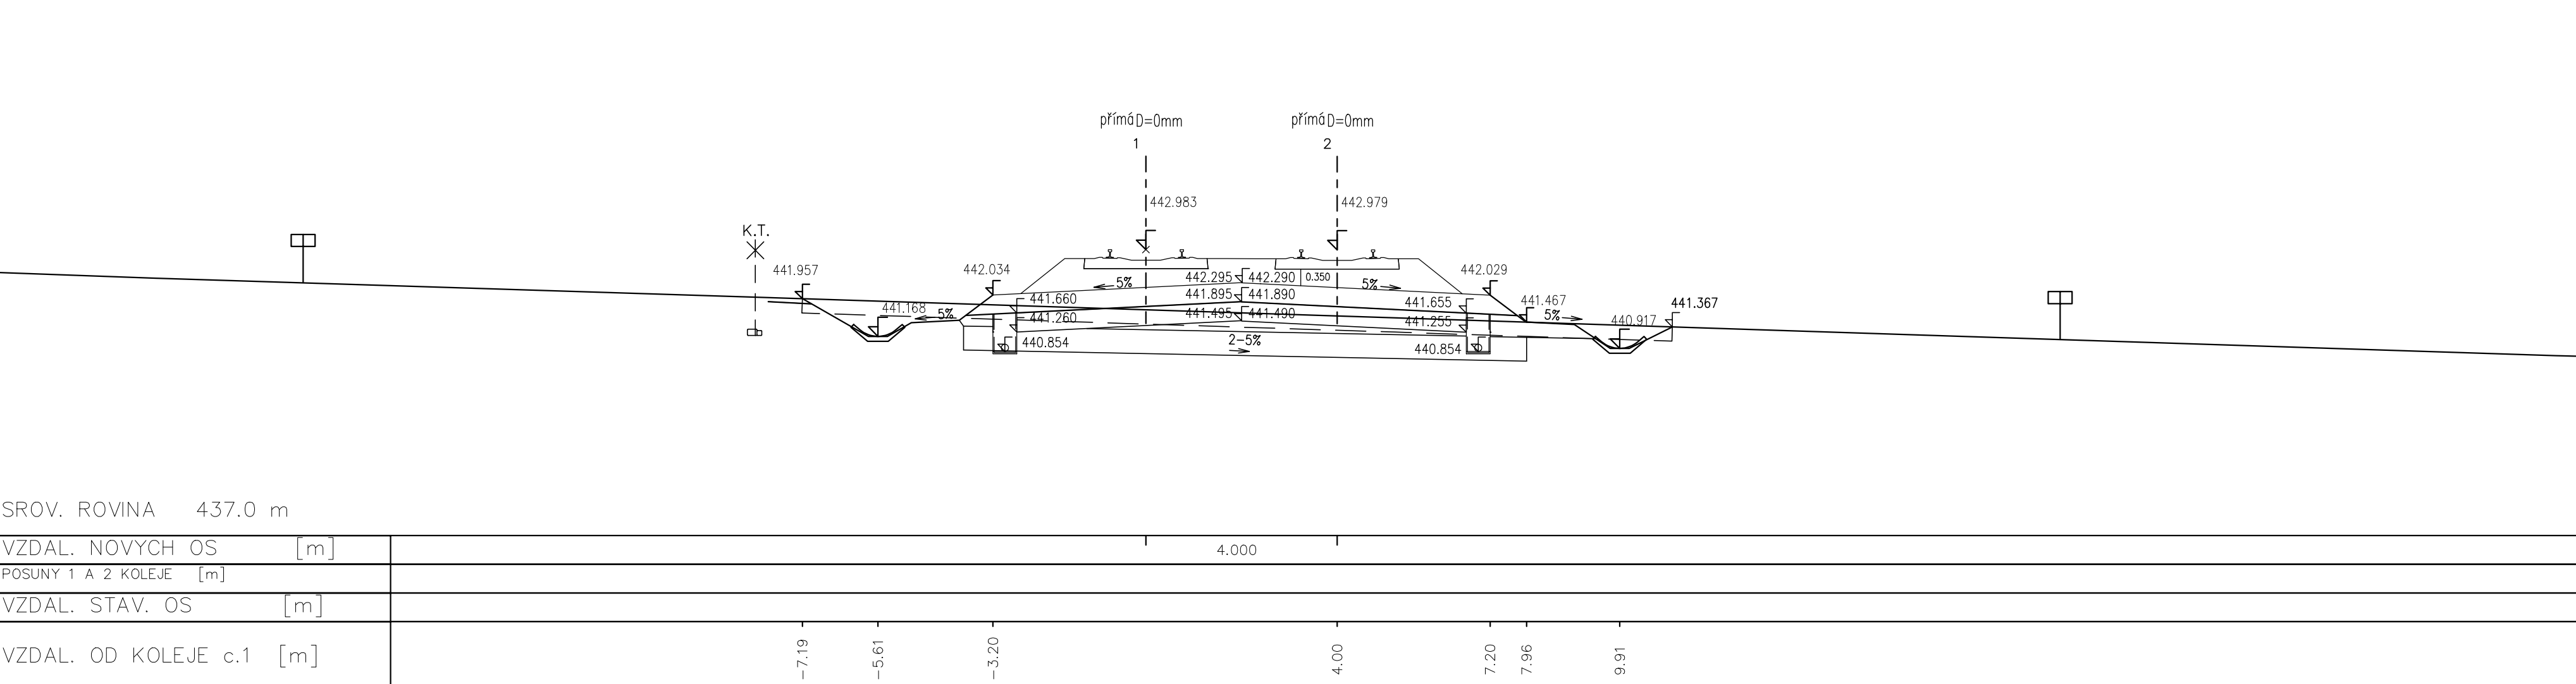 přímá D=0mm přímá D=0mm
1 2
442.983 442.979
K.T.
441.957 442.034 442.029
5% 442.295 442.290 0.350 5%
441.660 441.895 441.890 441.655 441.467 441.367
441.168 5% 441.260 441.495 441.490 441.255 5% 440.917
440.854 2-5% 440.854
SROV. ROVINA 437.0 m
VZDAL. NOVYCH OS [m] 4.000
POSUNY 1 A 2 KOLEJE [m]
VZDAL. STAV. OS [m]
VZDAL. OD KOLEJE c.1 [m] -7.19 -5.61 -3.20 4.00 7.20 7.96 9.91